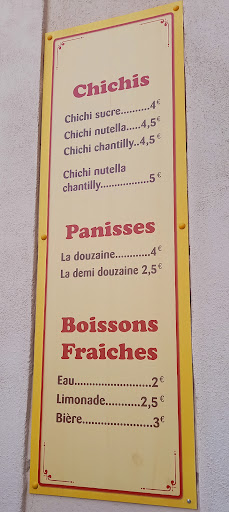 Chichis
Chichi sucre..........4€
Chichi nutella.....4,5€
Chichi chantilly..4,5€
Chichi nutella
chantilly.................5€
Panisses
La douzaine............4€
La demi douzaine 2,5€
Boissons
Fraiches
Eau.........................2€
Limonade..........2,5€
Bière.......................3€